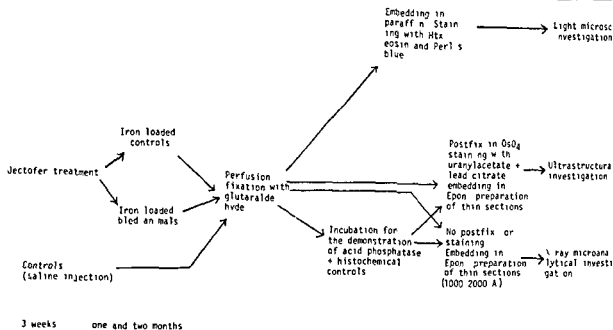 Embedding in
paraff n Stain
ing with Htx
eosin and Perl s
blue
Light microsc
investigation
Iron loaded
controls
Jectofer treatment
Iron loaded
bled an mals
Perfusion
fixation with
glutaralde
hyde
Postfix in OsO4
stain ng w th
uranylacetate +
lead citrate
embedding in
Epon preparation
of thin sections
Ultrastructural
investigation
Incubation for
the demonstration
of acid phosphatase
+ histochemical
controls
No postfix or
staining
Embedding in
Epon preparation
of thin sections
(1000 2000 A)
ray microana
lytical investi
gat on
Controls
(saline injection)
3 weeks one and two months